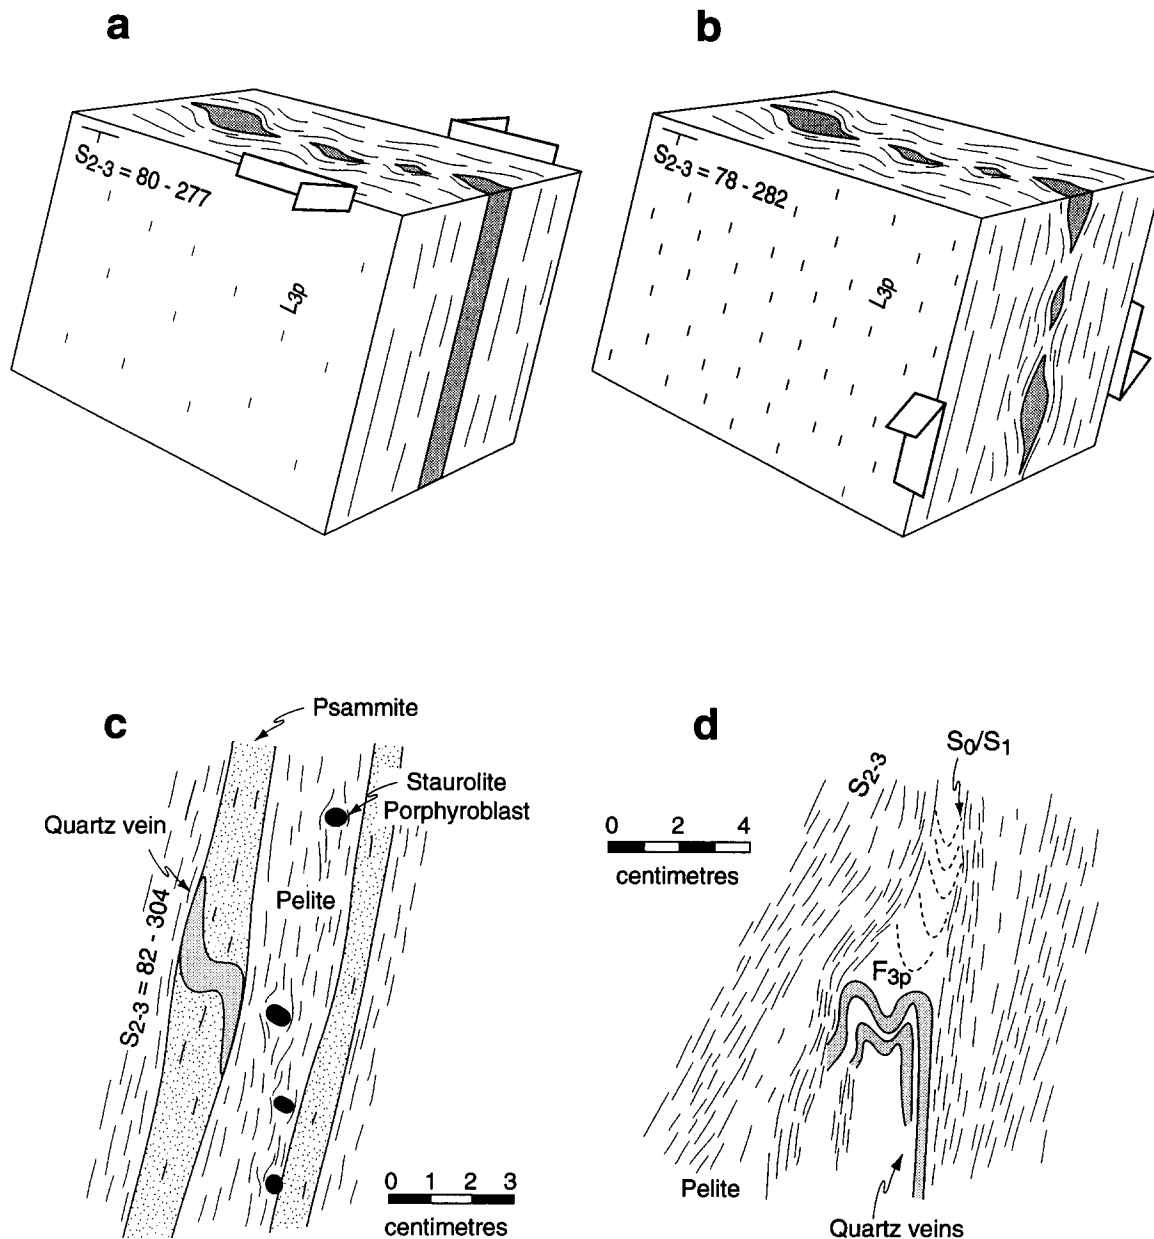 a
b
S2-3 = 80 - 277
L3p
S2-3 = 78 - 282
L3p
c
Psammite
Staurolite
Porphyroblast
Quartz vein
Pelite
S2-3 = 82 - 304
0 1 2 3
centimetres
d
S0/S1
S2-3
0 2 4
centimetres
F3p
Pelite
Quartz veins